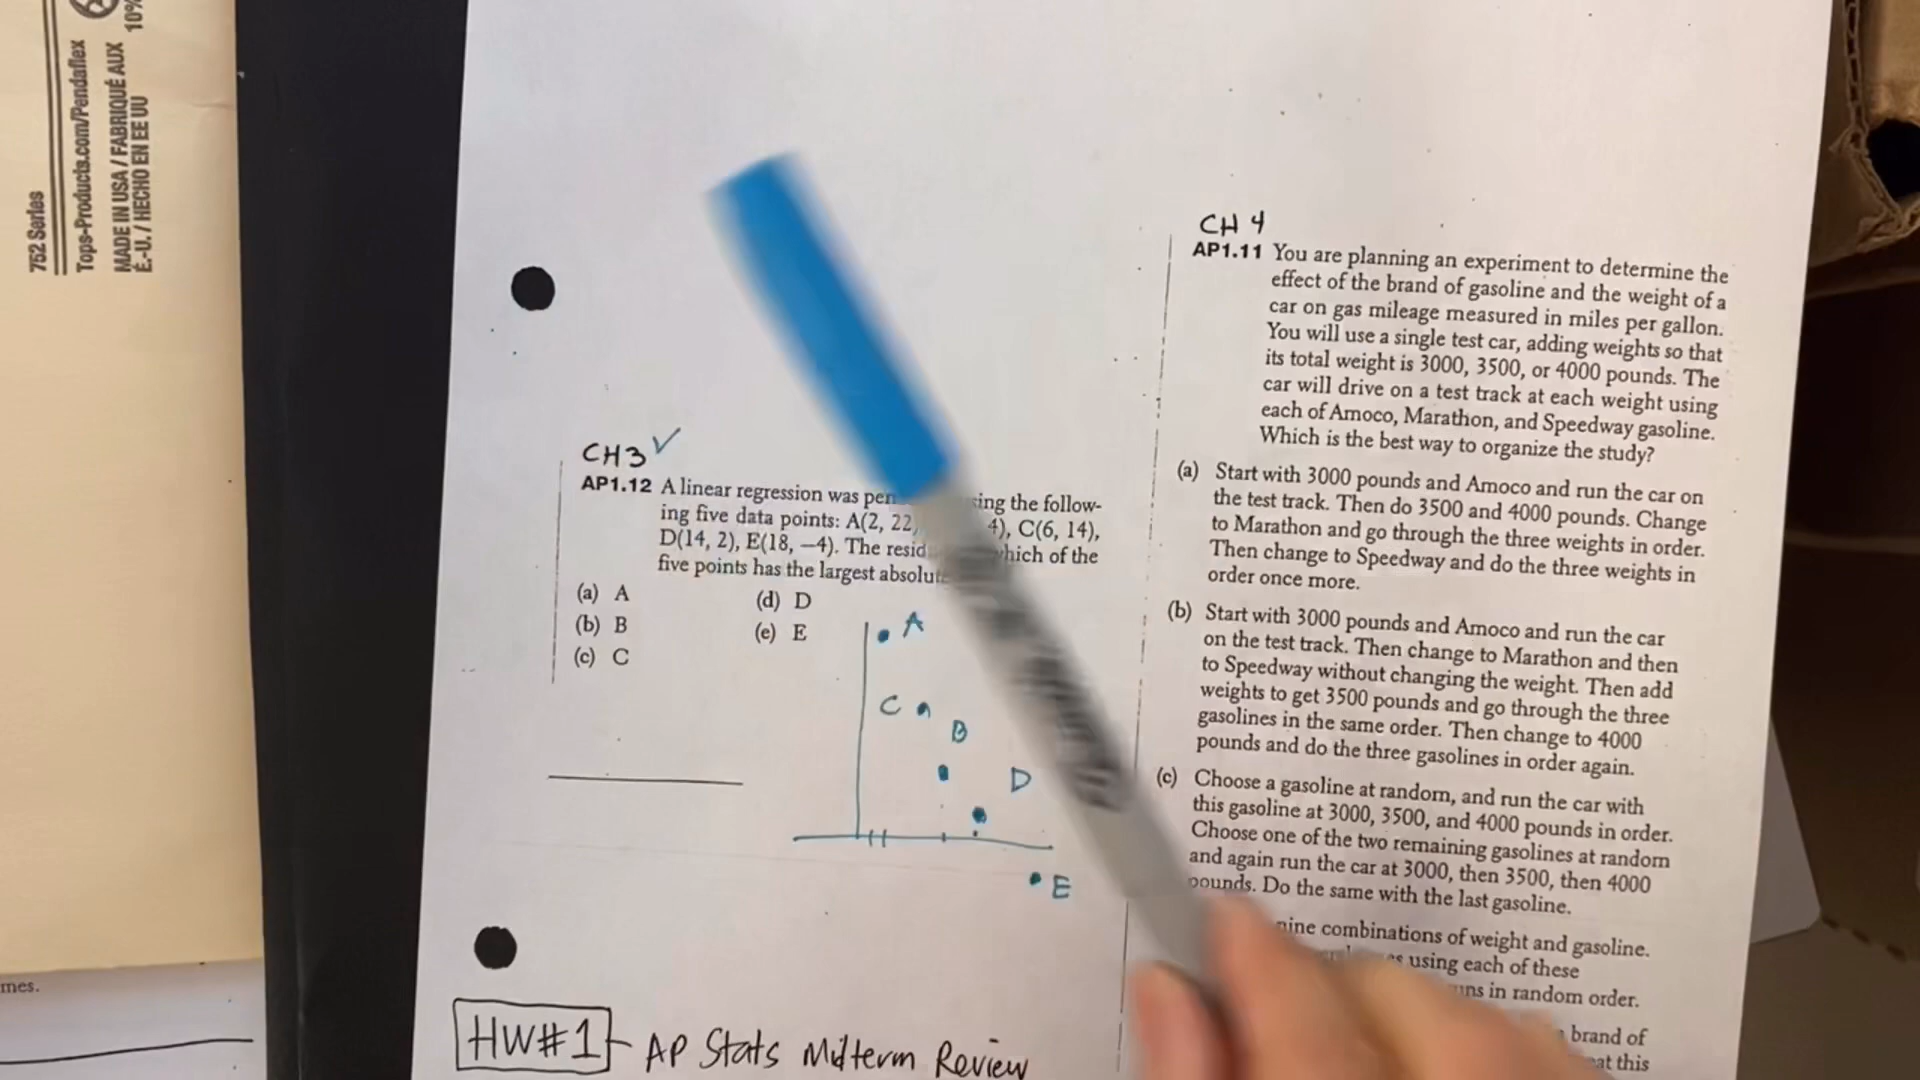 752 Series
Tops-Products.com/Pendaflex
MADE IN USA / FABRIQUÉ AUX
É.-U. / HECHO EN EE UU
10%
mes.
CH3 ✓
AP1.12 A linear regression was using the follow-
ing five data points: A(2, 22), 4), C(6, 14),
D(14, 2), E(18, –4). The which of the
five points has the largest
(a) A
(b) B
(c) C
(d) D
(e) E
A
C
B
D
E
HW#1 - AP Stats Midterm Review
CH 4
AP1.11 You are planning an experiment to determine the
effect of the brand of gasoline and the weight of a
car on gas mileage measured in miles per gallon.
You will use a single test car, adding weights so that
its total weight is 3000, 3500, or 4000 pounds. The
car will drive on a test track at each weight using
each of Amoco, Marathon, and Speedway gasoline.
Which is the best way to organize the study?
(a) Start with 3000 pounds and Amoco and run the car on
the test track. Then do 3500 and 4000 pounds. Change
to Marathon and go through the three weights in order.
Then change to Speedway and do the three weights in
order once more.
(b) Start with 3000 pounds and Amoco and run the car
on the test track. Then change to Marathon and then
to Speedway without changing the weight. Then add
weights to get 3500 pounds and go through the three
gasolines in the same order. Then change to 4000
pounds and do the three gasolines in order again.
(c) Choose a gasoline at random, and run the car with
this gasoline at 3000, 3500, and 4000 pounds in order.
Choose one of the two remaining gasolines at random
and again run the car at 3000, then 3500, then 4000
pounds. Do the same with the last gasoline.
nine combinations of weight and gasoline.
using each of these
runs in random order.
brand of
this